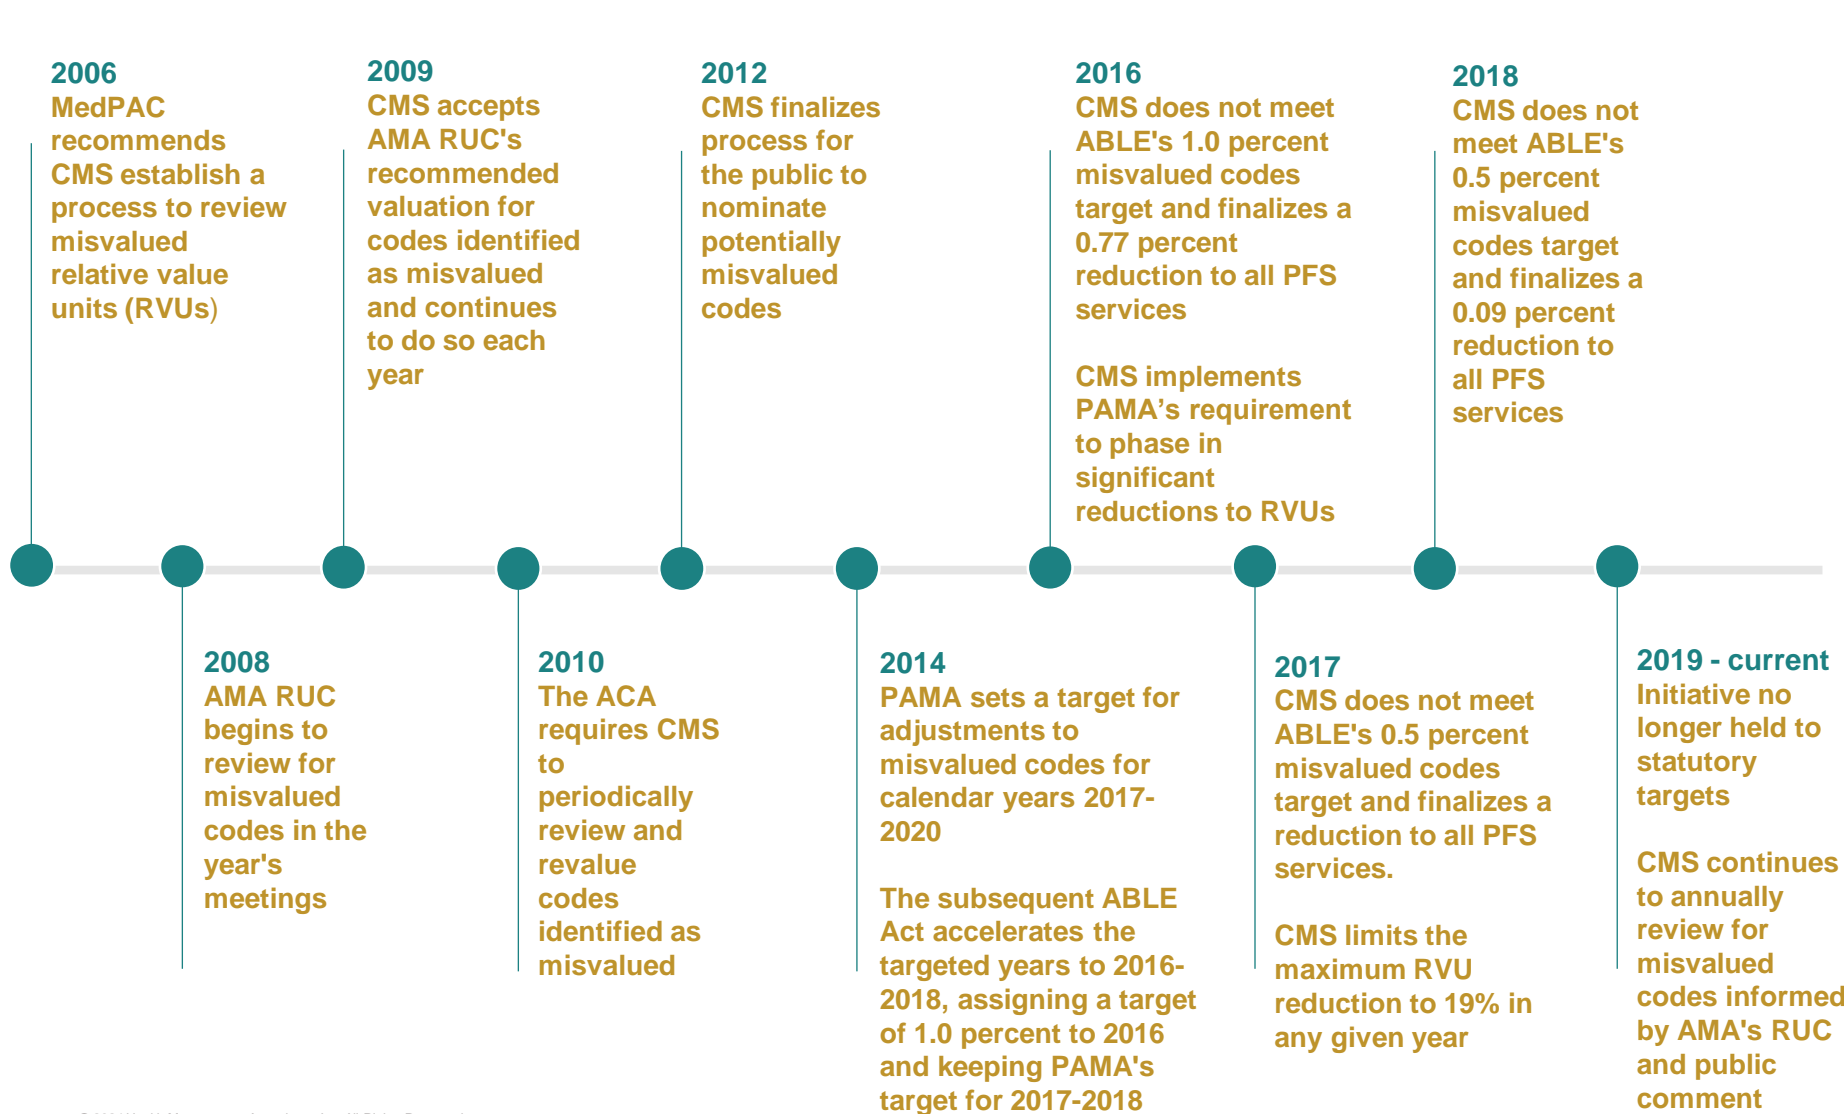 2006
MedPAC
recommends
CMS establish a
process to review
misvalued
relative value
units (RVUs)
2008
AMA RUC
begins to
review for
misvalued
codes in the
year's
meetings
2009
CMS accepts
AMA RUC's
recommended
valuation for
codes identified
as misvalued
and continues
to do so each
year
2010
The ACA
requires CMS
to
periodically
review and
revalue
codes
identified as
misvalued
2012
CMS finalizes
process for
the public to
nominate
potentially
misvalued
codes
2014
PAMA sets a target for
adjustments to
misvalued codes for
calendar years 2017-
2020
The subsequent ABLE
Act accelerates the
targeted years to 2016-
2018, assigning a target
of 1.0 percent to 2016
and keeping PAMA's
target for 2017-2018
2016
CMS does not meet
ABLE's 1.0 percent
misvalued codes
target and finalizes a
0.77 percent
reduction to all PFS
services
CMS implements
PAMA’s requirement
to phase in
significant
reductions to RVUs
2017
CMS does not meet
ABLE's 0.5 percent
misvalued codes
target and finalizes a
reduction to all PFS
services.
CMS limits the
maximum RVU
reduction to 19% in
any given year
2018
CMS does not
meet ABLE's
0.5 percent
misvalued
codes target
and finalizes a
0.09 percent
reduction to
all PFS
services
2019 - current
Initiative no
longer held to
statutory
targets
CMS continues
to annually
review for
misvalued
codes informed
by AMA's RUC
and public
comment